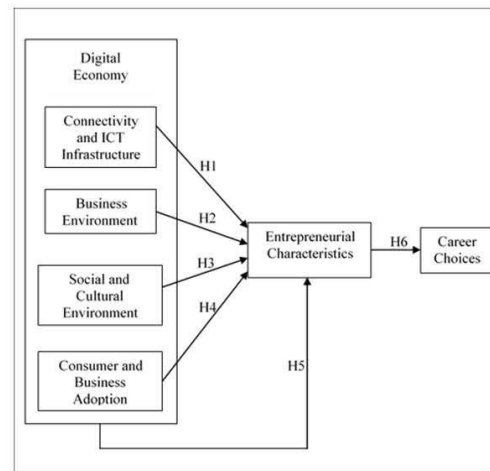 Digital
Economy
Connectivity
and ICT
Infrastructure
H1
Business
Environment
H2
Entrepreneurial
Characteristics
H6
Career
Choices
Social and
Cultural
Environment
H3
H4
Consumer and
Business
Adoption
H5